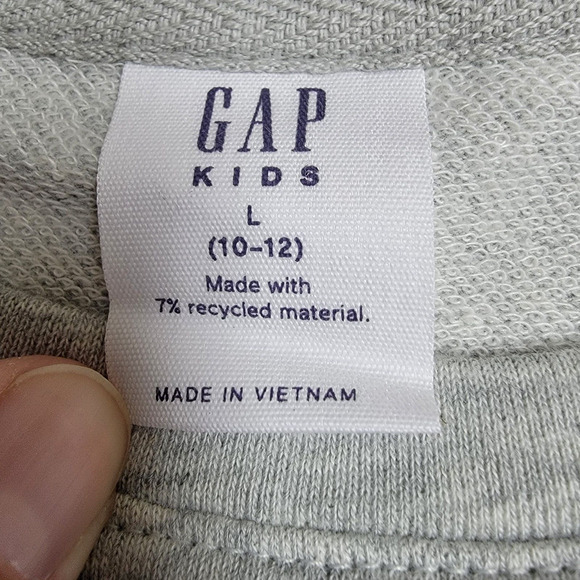 GAP
KIDS
L
(10-12)
Made with
7% recycled material.
MADE IN VIETNAM